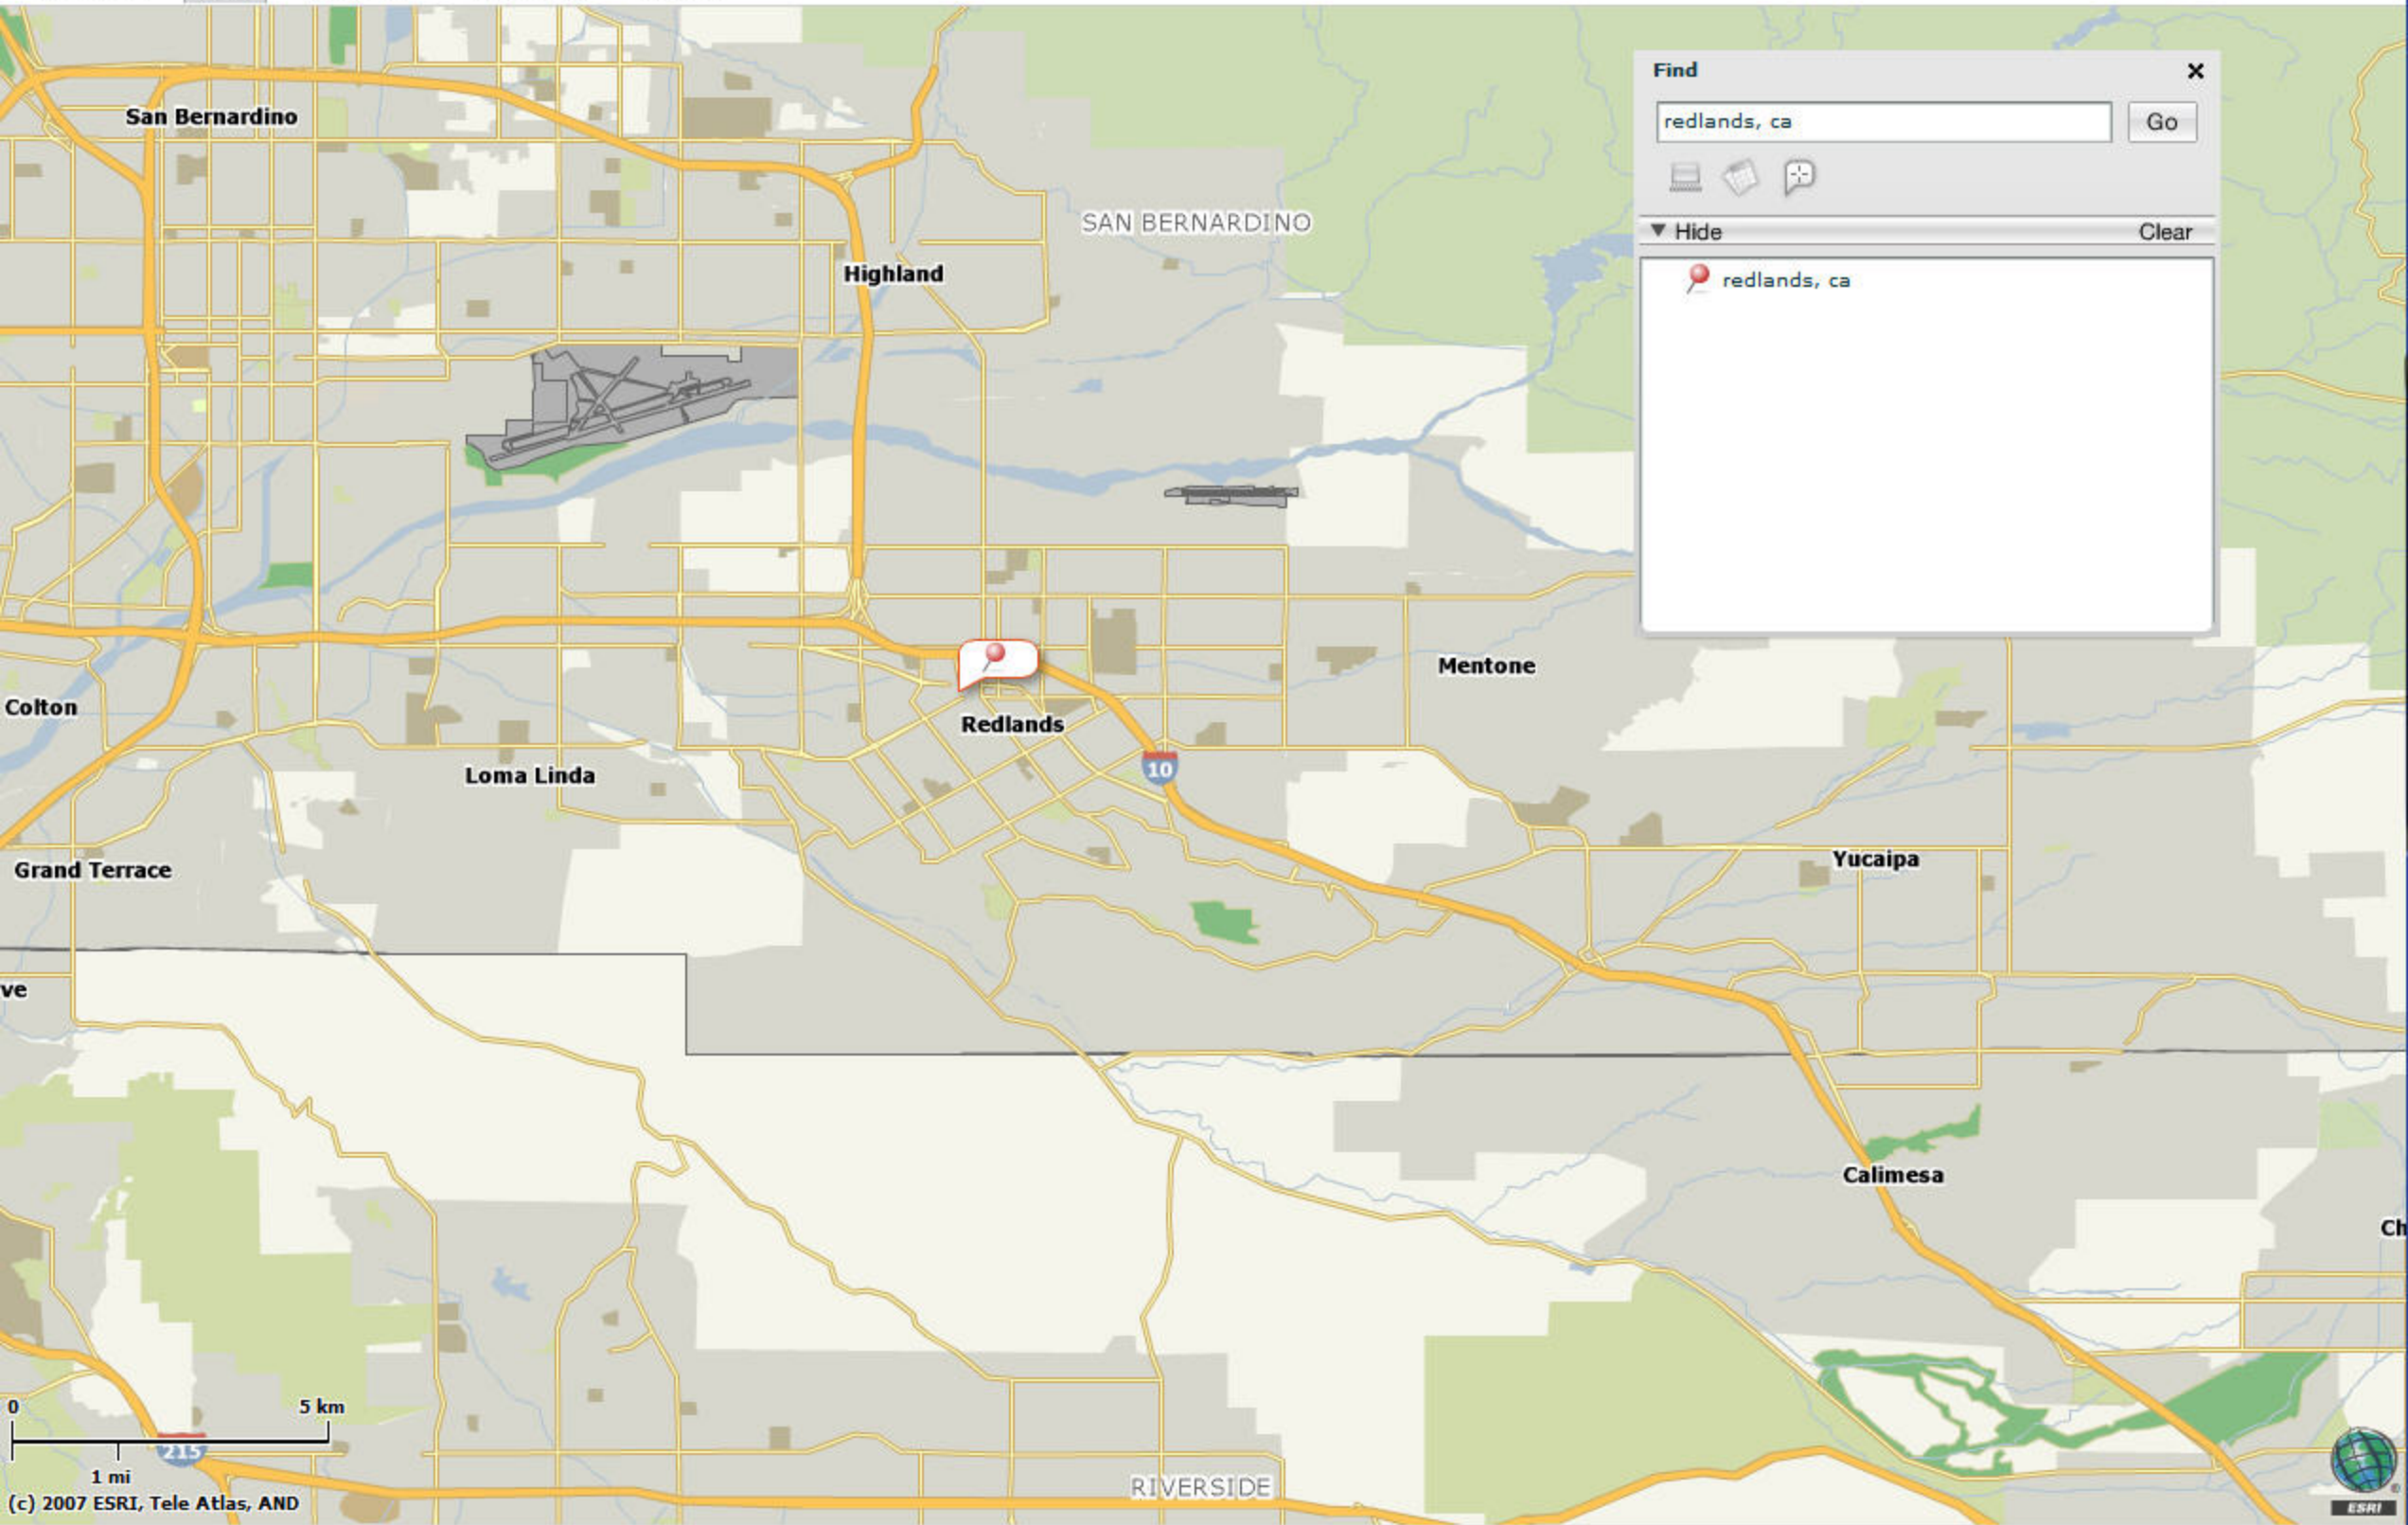 Find
redlands, ca
Go
Hide
Clear
redlands, ca
San Bernardino
SAN BERNARDINO
Highland
Mentone
Colton
Redlands
10
Loma Linda
Yucaipa
Grand Terrace
ve
Calimesa
Ch
0
5 km
215
1 mi
RIVERSIDE
(c) 2007 ESRI, Tele Atlas, AND
ESRI